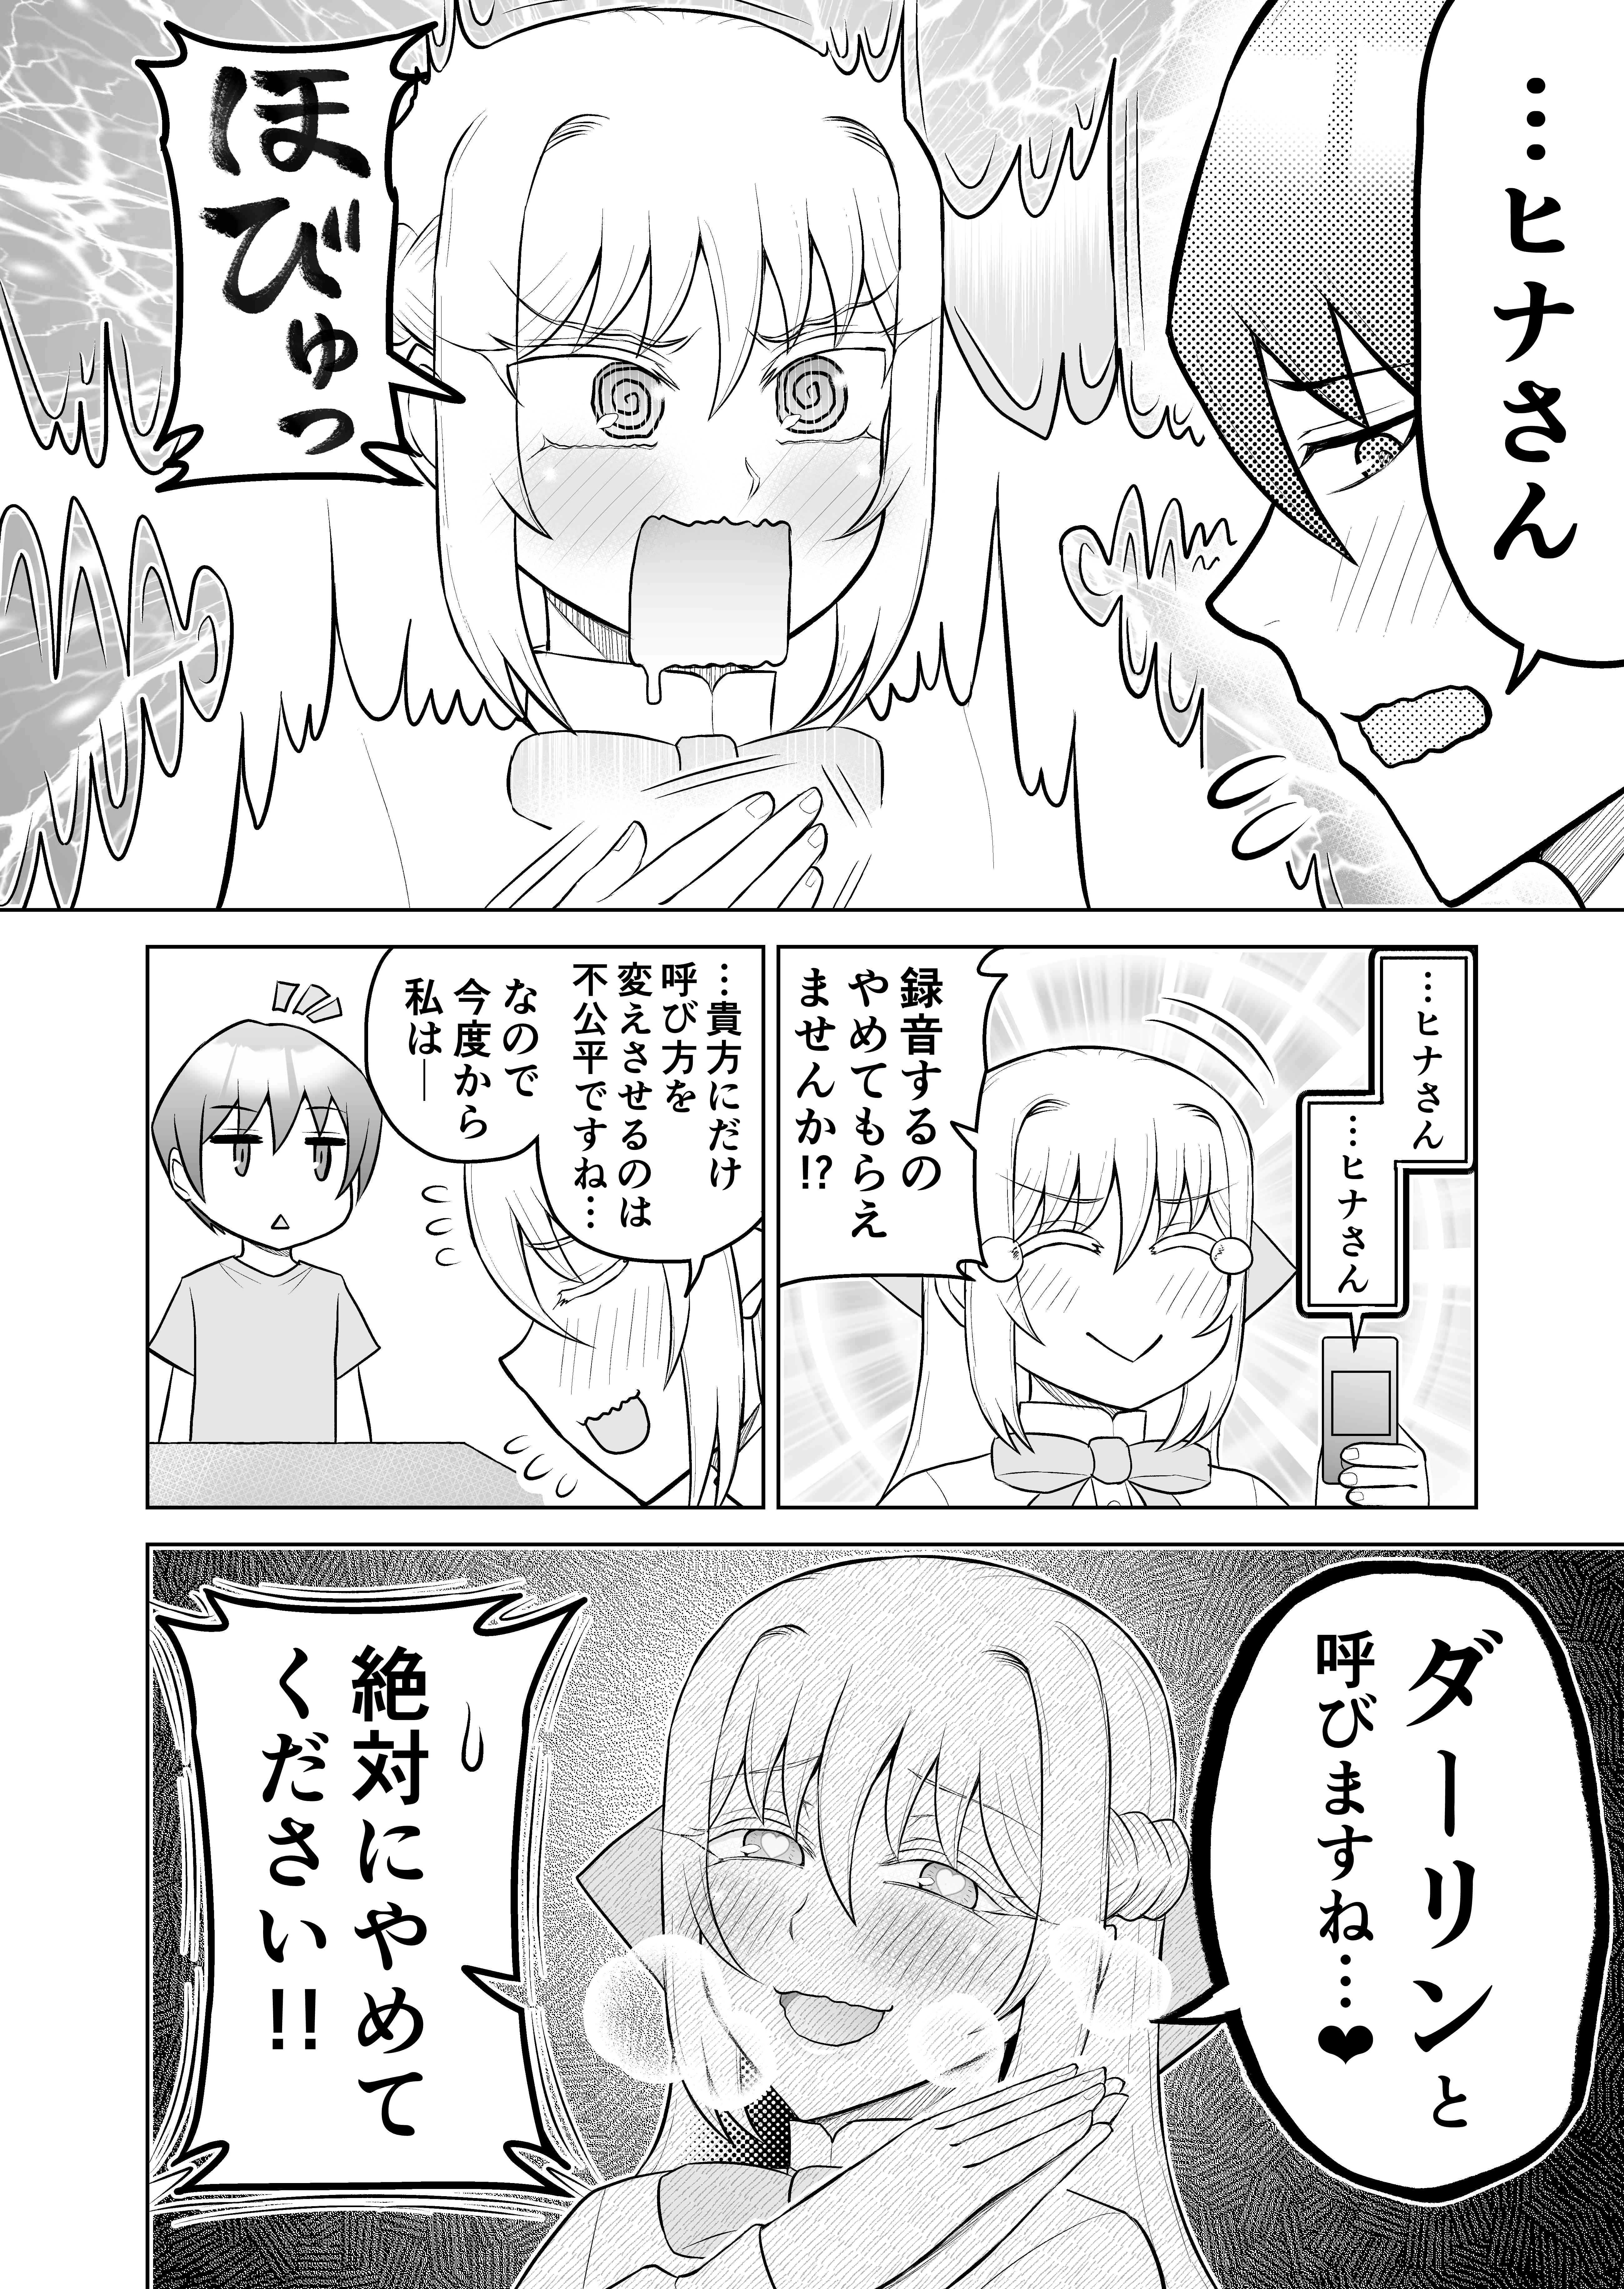 …ヒナさん
ほびゅっ
…ヒナさん
…ヒナさん
録音するの
やめてもらえ
ませんか!?
…貴方にだけ
呼び方を
変えさせるのは
不公平ですね…
なので
今度から
私は―
ダーリンと
呼びますね…♥
絶対にやめて
ください!!